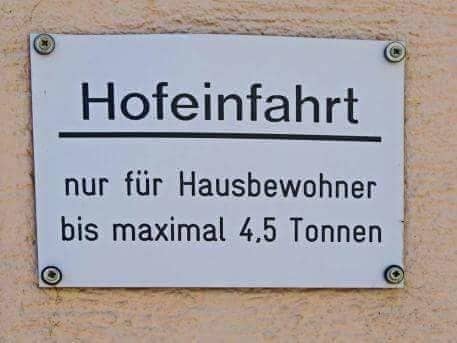 Hofeinfahrt
nur für Hausbewohner
bis maximal 4,5 Tonnen